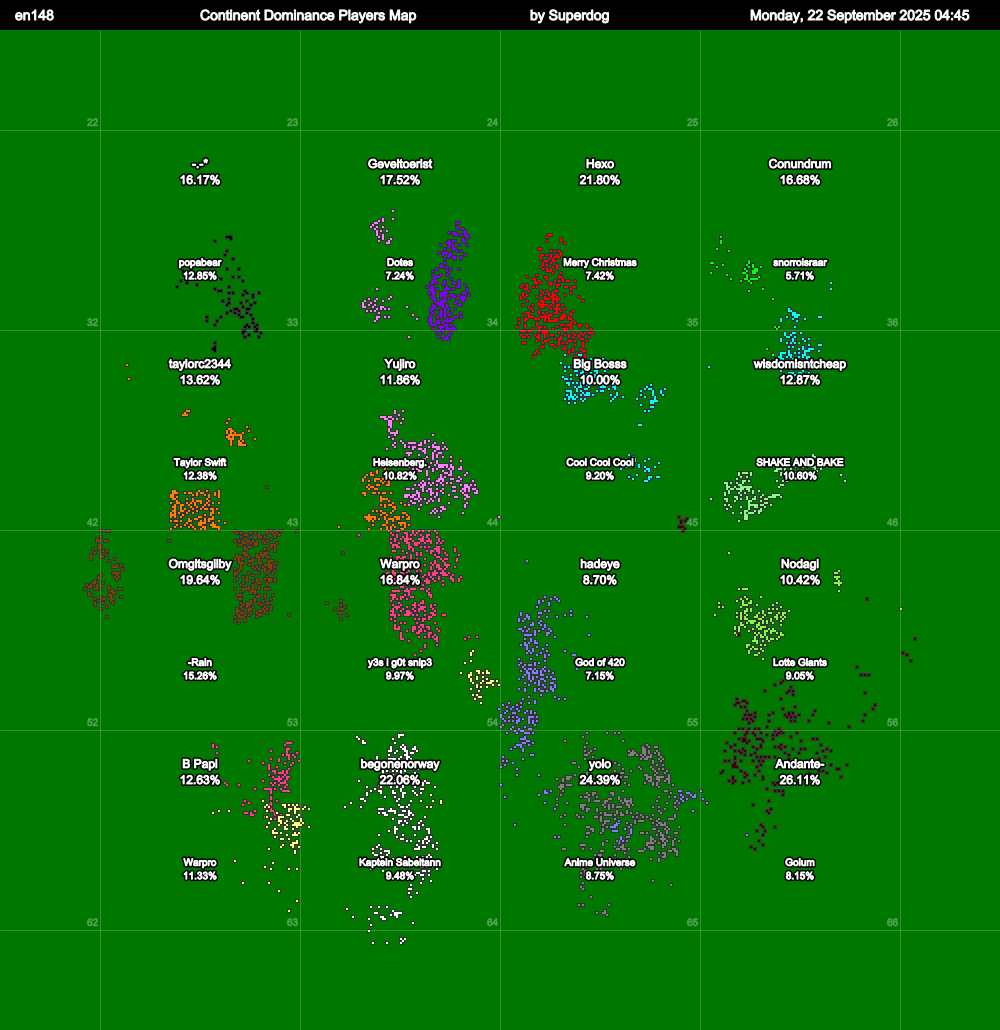 en148 Continent Dominance Players Map by Superdog Monday, 22 September 2025 04:45
22 23 24 25 26
.-.-* Geveltoerist Hexo Conundrum
16.17% 17.52% 21.80% 16.68%
popabear Dotes Merry Christmas snorrolsraar
12.85% 7.24% 7.42% 5.71%
32 33 34 35 36
taylorc2344 Yujiro Big Bosss wisdomisntcheap
13.62% 11.86% 10.00% 12.87%
Taylor Swift Heisenberg. Cool Cool Cool SHAKE AND BAKE
12.38% 10.82% 9.20% 10.60%
42 43 44 45 46
Omgitsgilby Warpro hadeye Nodagi
19.64% 16.84% 8.70% 10.42%
-Rain y3s i g0t snip3 God of 420 Lotte Giants
15.26% 9.97% 7.15% 9.05%
52 53 54 55 56
B Papi begonenorway yolo Andante-
12.63% 22.06% 24.39% 26.11%
Warpro Kaptein Sabeltann Anime Universe Golum
11.33% 9.48% 8.75% 8.15%
62 63 64 65 66